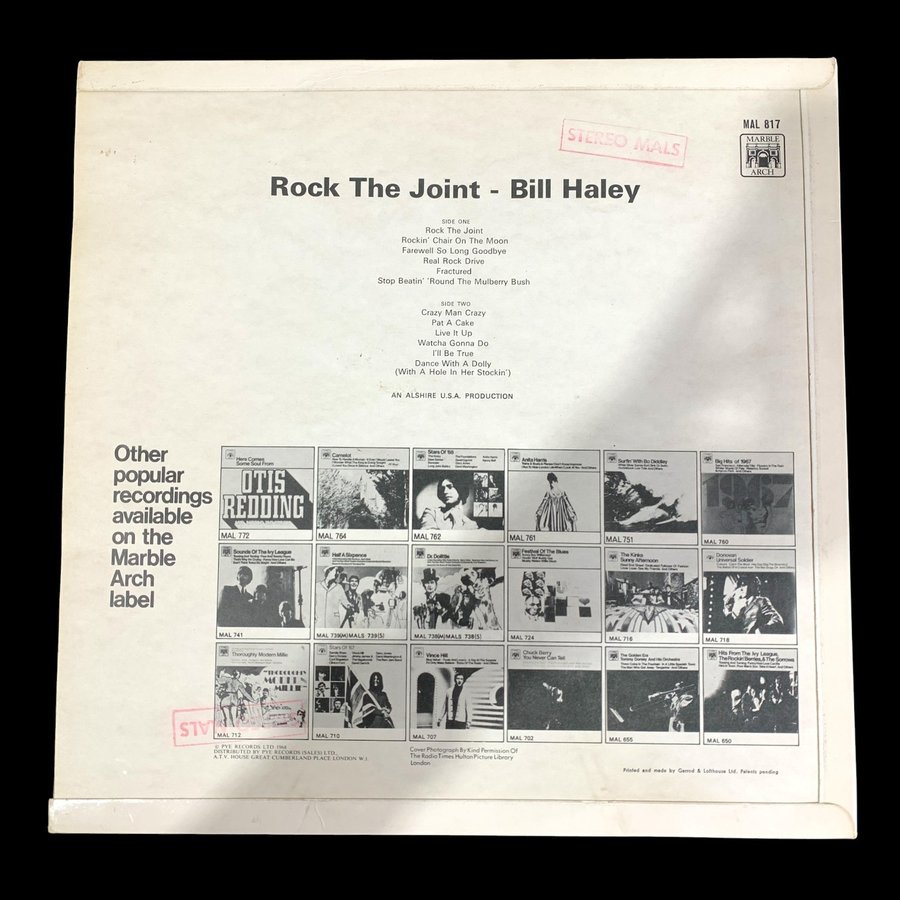 MAL 817
STEREO MALS
MARBLE
ARCH
Rock The Joint - Bill Haley
SIDE ONE
Rock The Joint
Rockin' Chair On The Moon
Farewell So Long Goodbye
Real Rock Drive
Fractured
Stop Beatin' 'Round The Mulberry Bush
SIDE TWO
Crazy Man Crazy
Pat A Cake
Live It Up
Watcha Gonna Do
I'll Be True
Dance With A Dolly
(With A Hole In Her Stockin')
AN ALSHIRE U.S.A. PRODUCTION
Other
popular
recordings
available
on the
Marble
Arch
label
Here Comes
Some Soul From
OTIS
REDDING
MAL 772
Camelot
MAL 764
Stars Of '68
MAL 762
Anita Harris
MAL 761
Surfin' With Bo Diddley
MAL 751
Big Hits of 1967
1967
MAL 760
Sounds Of The Ivy League
MAL 741
Half A Sixpence
MAL 739(M) MALS 739(S)
Dr. Dolittle
MAL 738(M) MALS 738(S)
Festival Of The Blues
MAL 724
The Kinks
Sunny Afternoon
MAL 716
Donovan
Universal Soldier
MAL 718
Thoroughly Modern Millie
THOROUGHLY
MODERN
MILLIE
MAL 712
Stars Of '67
MAL 710
Vince Hill
MAL 707
Chuck Berry
You Never Can Tell
MAL 702
The Golden Era
Tommy Dorsey And His Orchestra
MAL 655
Hits From The Ivy League,
The Rockin' Berries, & The Sorrows
MAL 650
MALS
© PYE RECORDS LTD 1968
DISTRIBUTED BY PYE RECORDS (SALES) LTD.,
A.T.V. HOUSE GREAT CUMBERLAND PLACE LONDON W.1.
Cover Photograph By Kind Permission Of
The Radio Times Hulton Picture Library
London
Printed and made by Garrod & Lofthouse Ltd. Patents pending